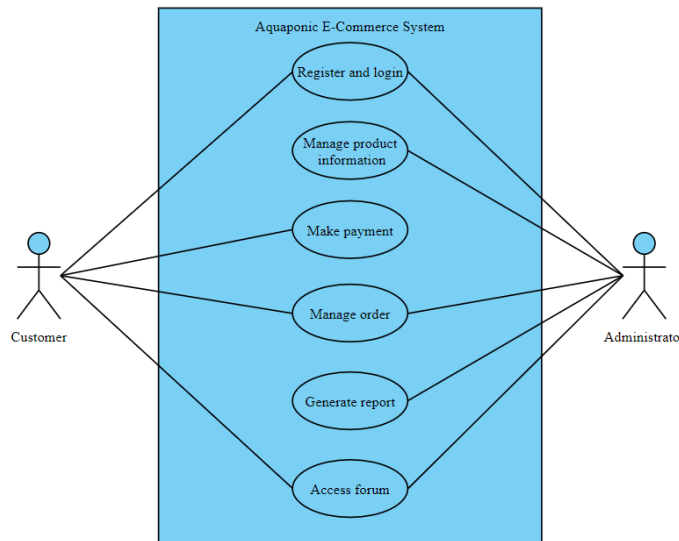 Aquaponic E-Commerce System
Register and login
Manage product
information
Make payment
Customer
Manage order
Administrato
Generate report
Access forum